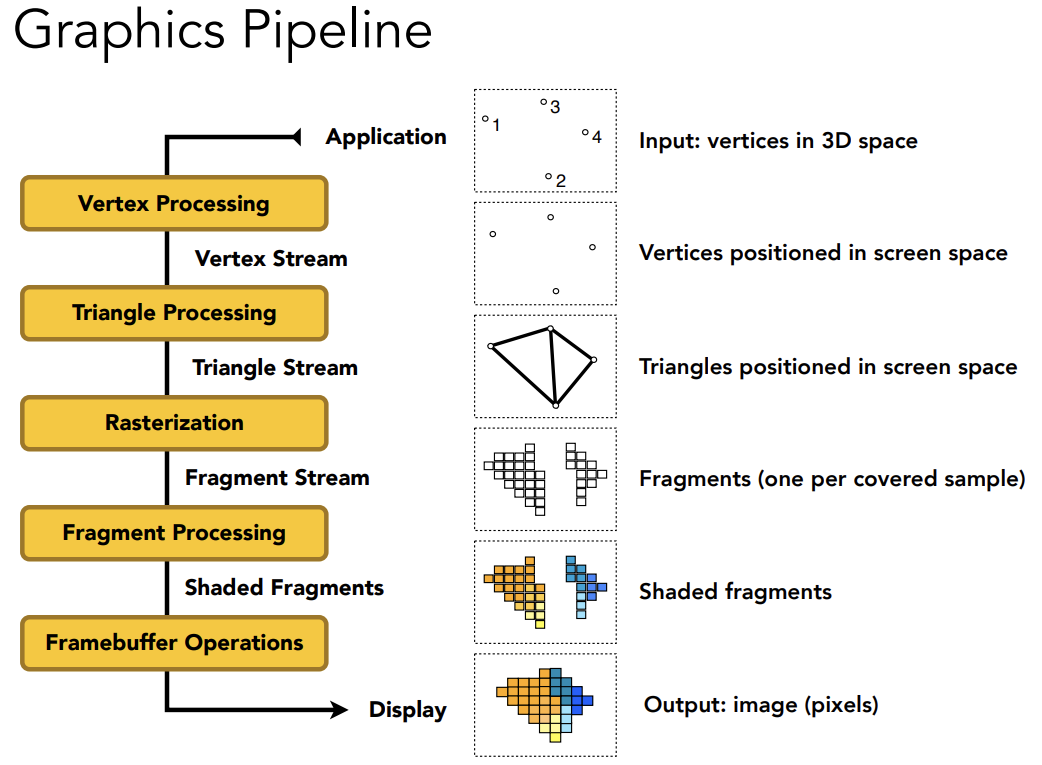 Graphics Pipeline
Application
1
3
4
2
Input: vertices in 3D space
Vertex Processing
Vertex Stream
Vertices positioned in screen space
Triangle Processing
Triangle Stream
Triangles positioned in screen space
Rasterization
Fragment Stream
Fragments (one per covered sample)
Fragment Processing
Shaded Fragments
Shaded fragments
Framebuffer Operations
Display
Output: image (pixels)